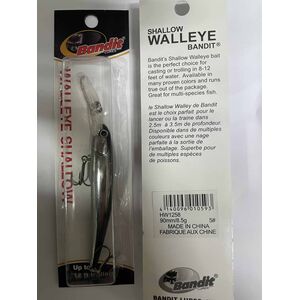 Bandit
WALLEYE SHALLOW
Up to
SHALLOW
WALLEYE
BANDIT®
The Bandit Shallow Walleye bait
is the perfect choice for
casting or trolling in 8-12
feet of water. Available in
many proven colors and runs
true out of the package.
Great for multi-species fish.
le Shallow Walley de Bandit
est le choix parfait pour
le lancer ou la traine dans
2.5m à 3.5m de profondeur.
Disponible dans de multiples
couleurs avec une nage
parfaite à la sortie de
l'emballage. Superbe pour
de multiples espèces
de poissons.
HW1258
90mm/8.5g 5#
MADE IN CHINA
FABRIQUE AUX CHINE
Bandit